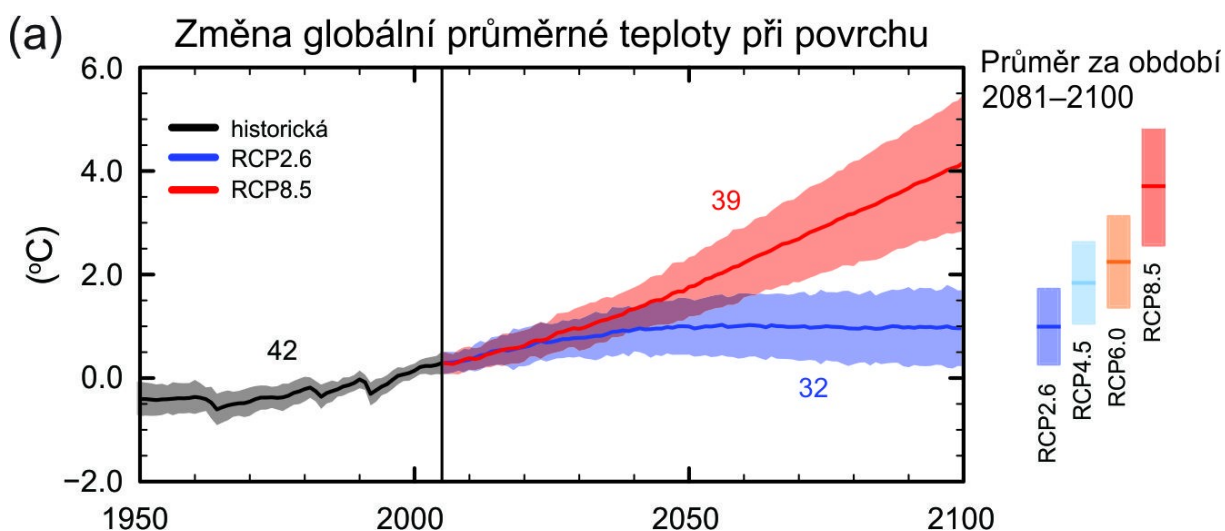 (a)
Změna globální průměrné teploty při povrchu
6.0
4.0
2.0
0.0
−2.0
(°C)
historická
RCP2.6
RCP8.5
42
39
32
1950
2000
2050
2100
Průměr za období
2081–2100
RCP2.6
RCP4.5
RCP6.0
RCP8.5